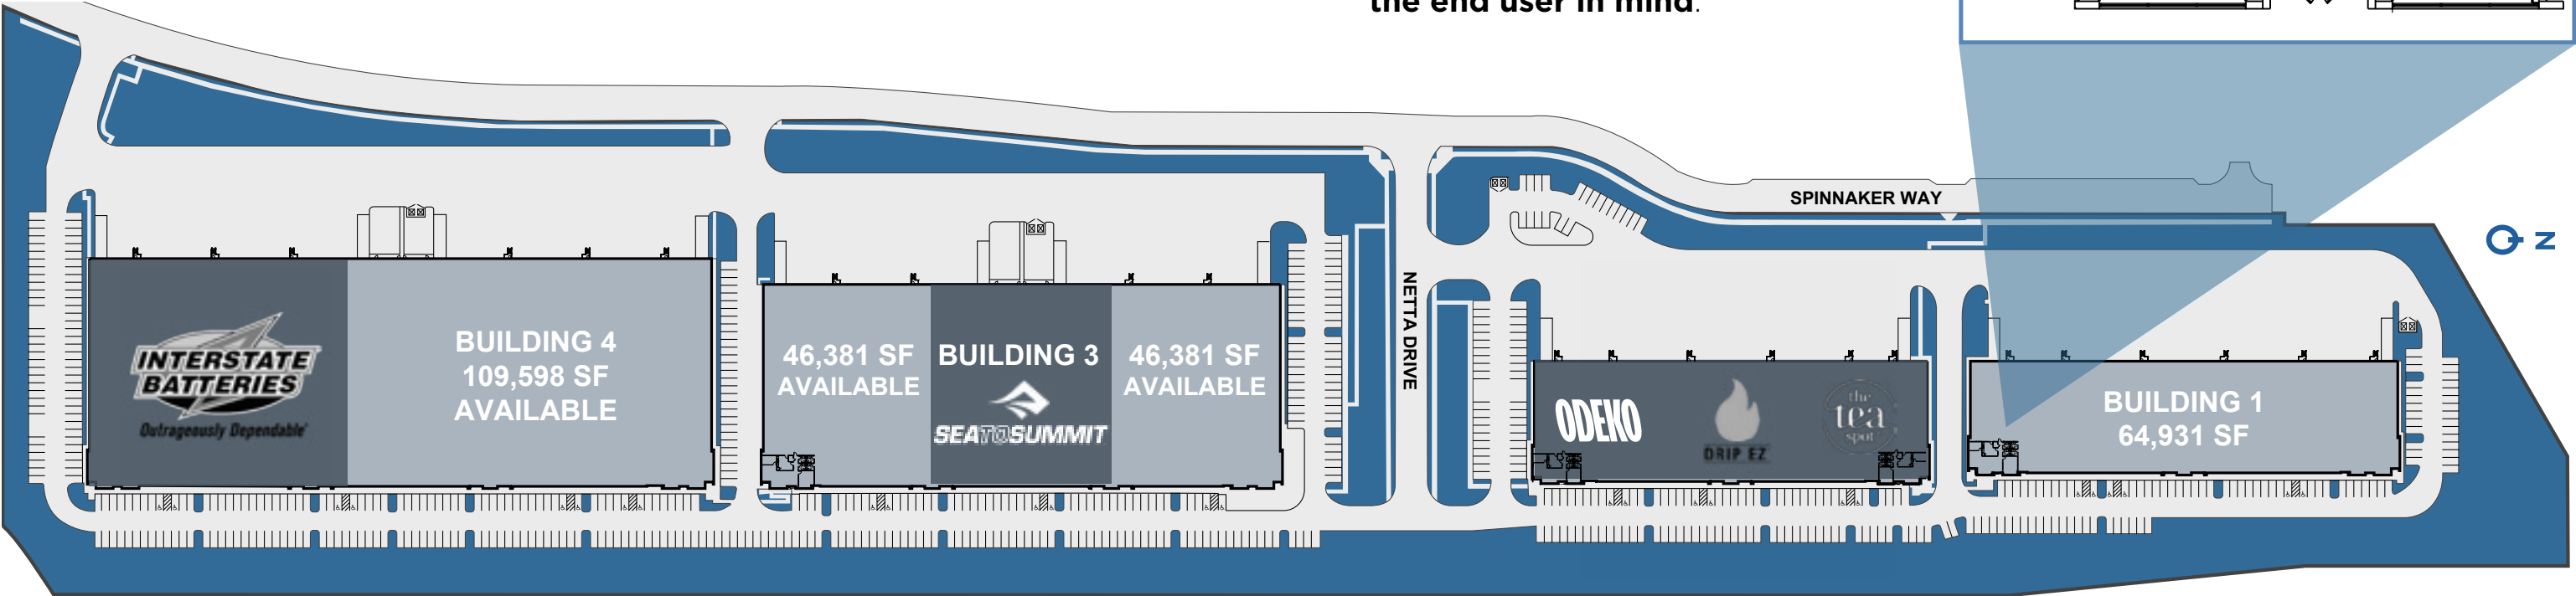 the end user in mind.
SPINNAKER WAY
N
NETTA DRIVE
INTERSTATE
BATTERIES
Outrageously Dependable
BUILDING 4
109,598 SF
AVAILABLE
46,381 SF
AVAILABLE
BUILDING 3
SEA TO SUMMIT
46,381 SF
AVAILABLE
ODEKO
DRIP EZ
the
tea
spot
BUILDING 1
64,931 SF